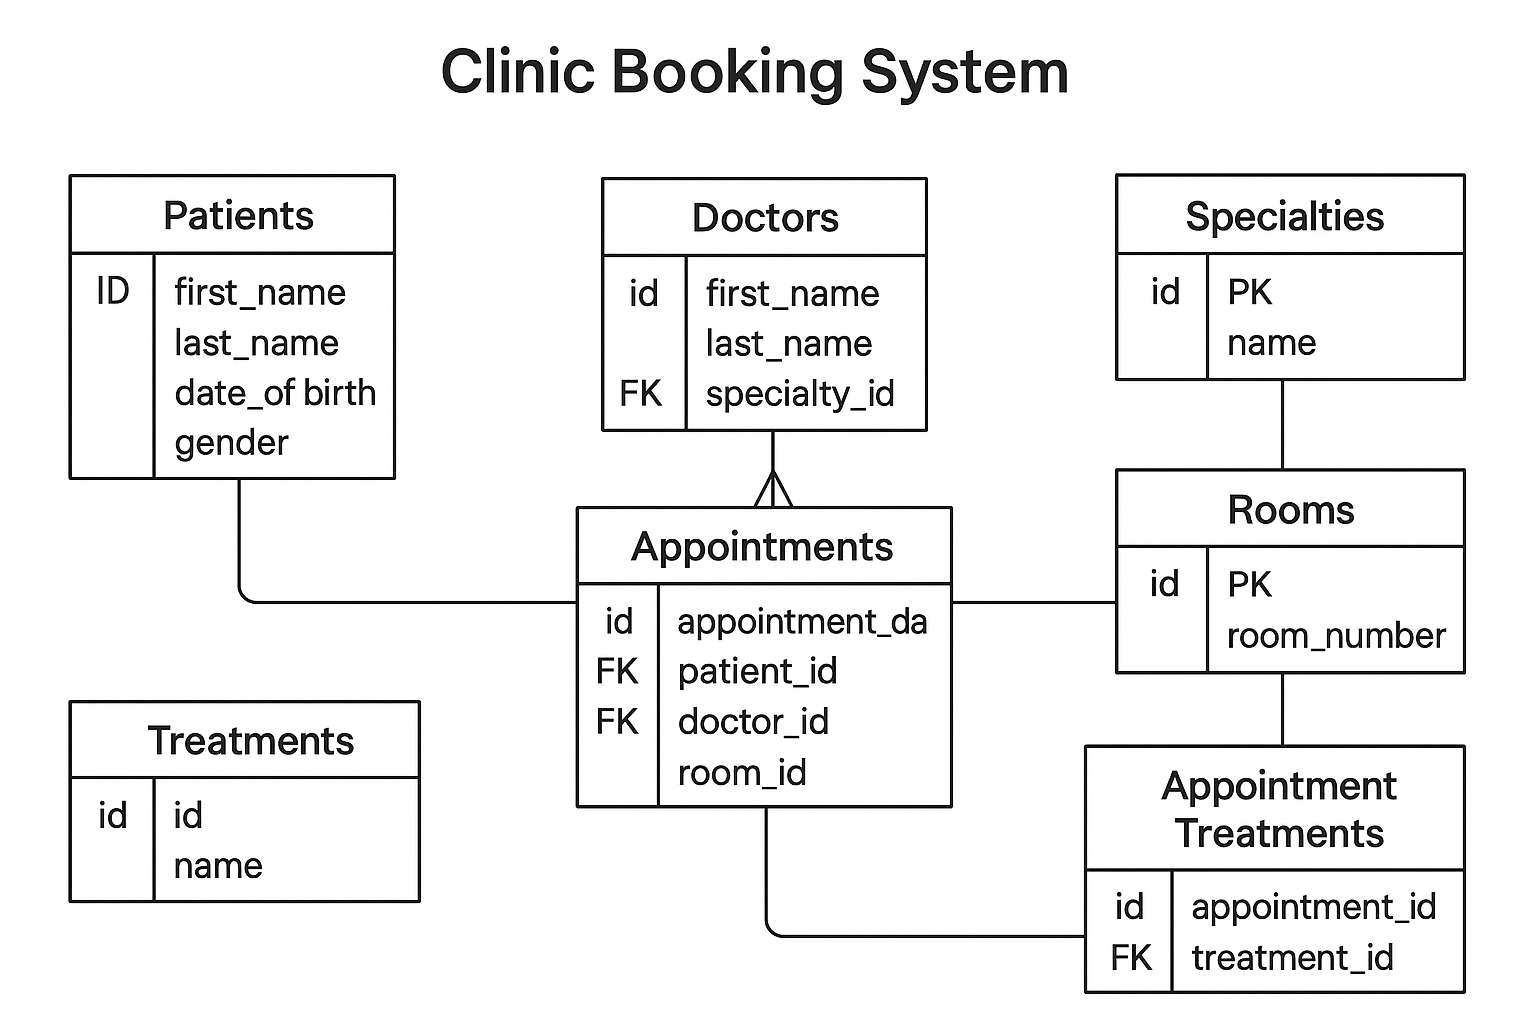 Clinic Booking System
Patients
ID first_name
last_name
date_of birth
gender
Doctors
id first_name
last_name
FK specialty_id
Specialties
id PK
name
Appointments
id appointment_da
FK patient_id
FK doctor_id
room_id
Rooms
id PK
room_number
Treatments
id id
name
Appointment
Treatments
id appointment_id
FK treatment_id